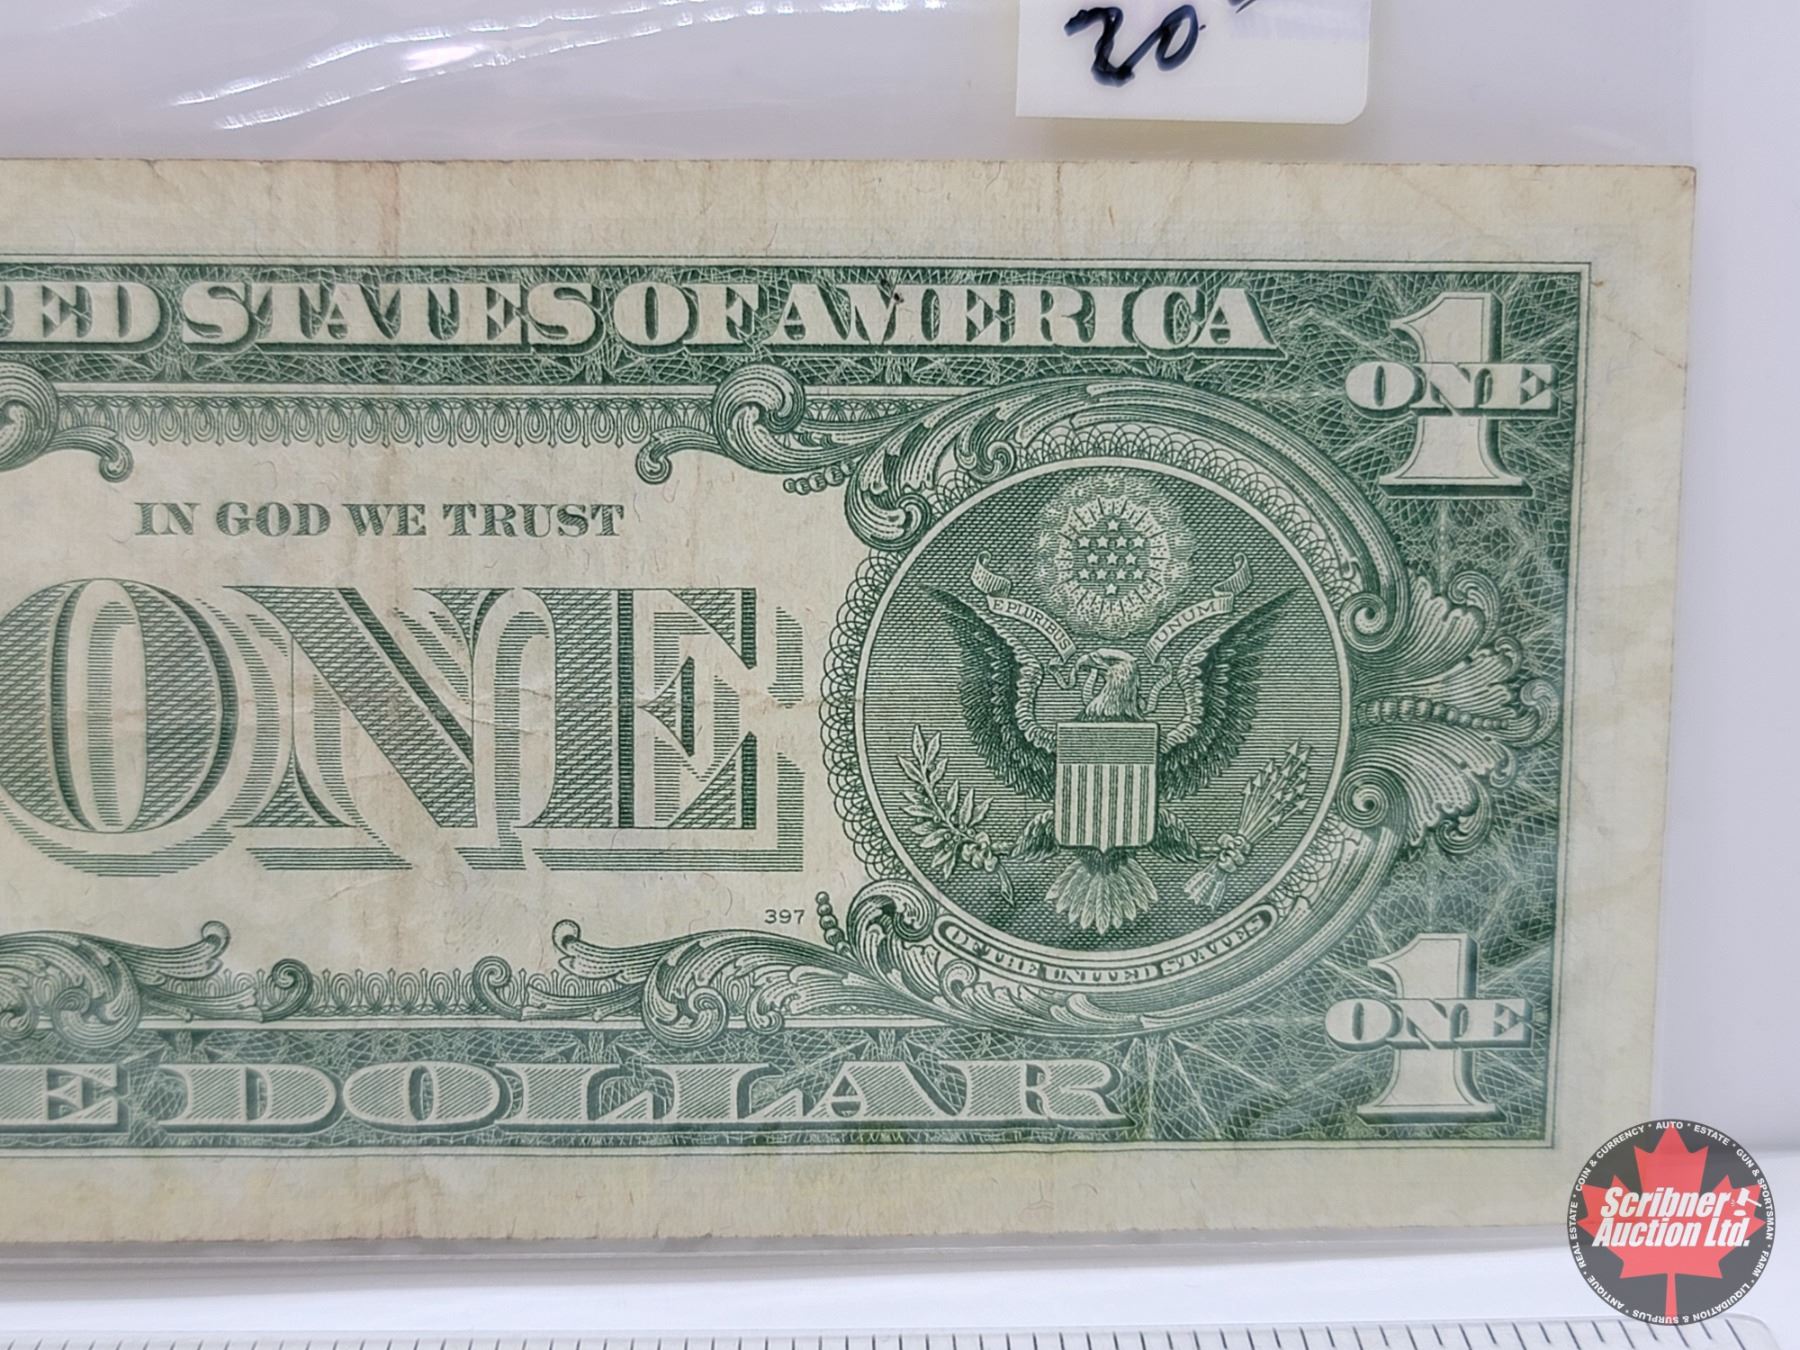 20
ED STATES OF AMERICA
1
ONE
IN GOD WE TRUST
E PLURIBUS UNUM
ONE
397
OF THE UNITED STATES
1
ONE
E DOLLAR
COIN & CURRENCY • AUTO • ESTATE • GUN & SPORTSMAN • FARM • LIQUIDATION & SURPLUS • ANTIQUE • REAL ESTATE •
Scribner
Auction Ltd.